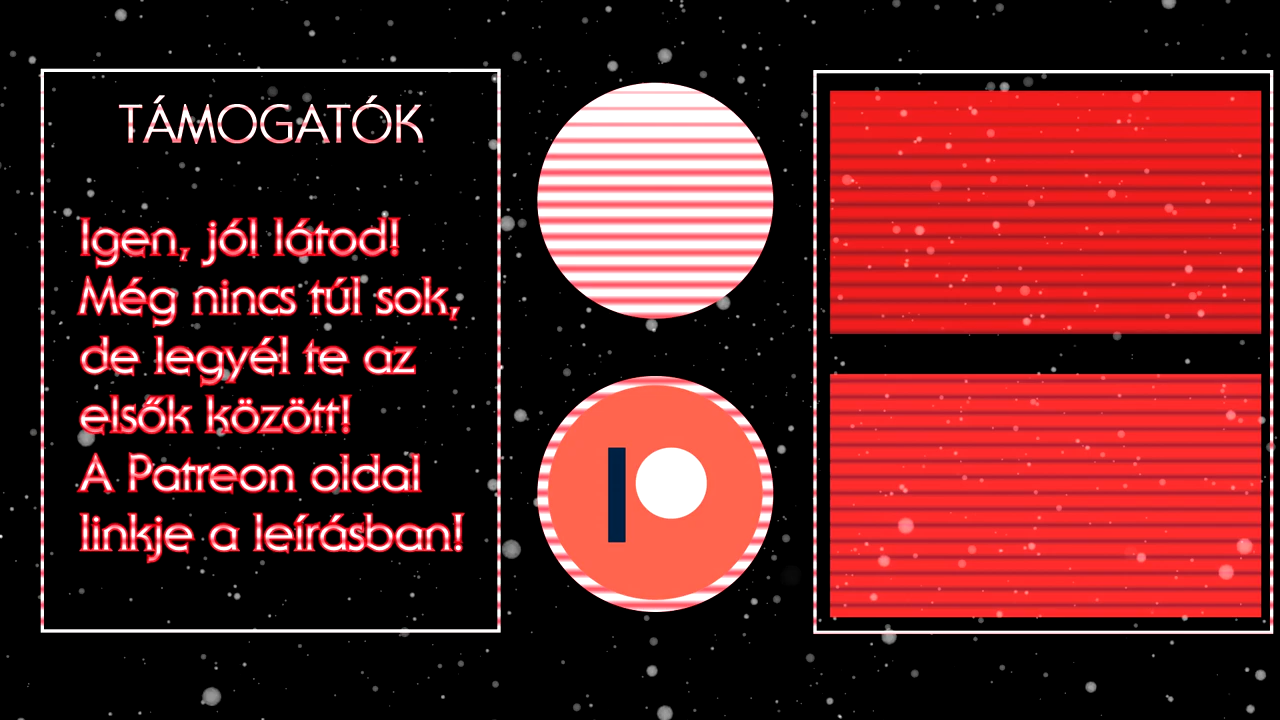 TÁMOGATÓK
Igen, jól látod!
Még nincs túl sok,
de legyél te az
elsők között!
A Patreon oldal
linkje a leírásban!